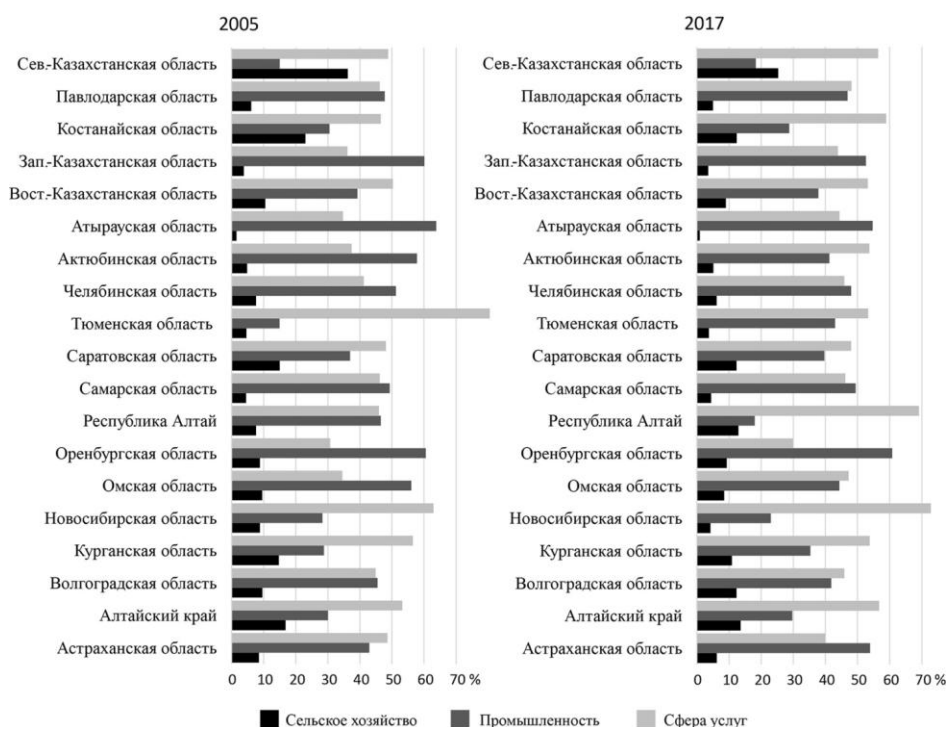 2005
Сев.-Казахстанская область
Павлодарская область
Костанайская область
Зап.-Казахстанская область
Вост.-Казахстанская область
Атырауская область
Актюбинская область
Челябинская область
Тюменская область
Саратовская область
Самарская область
Республика Алтай
Оренбургская область
Омская область
Новосибирская область
Курганская область
Волгоградская область
Алтайский край
Астраханская область
0 10 20 30 40 50 60 70 %
2017
Сев.-Казахстанская область
Павлодарская область
Костанайская область
Зап.-Казахстанская область
Вост.-Казахстанская область
Атырауская область
Актюбинская область
Челябинская область
Тюменская область
Саратовская область
Самарская область
Республика Алтай
Оренбургская область
Омская область
Новосибирская область
Курганская область
Волгоградская область
Алтайский край
Астраханская область
0 10 20 30 40 50 60 70 %
Сельское хозяйство Промышленность Сфера услуг